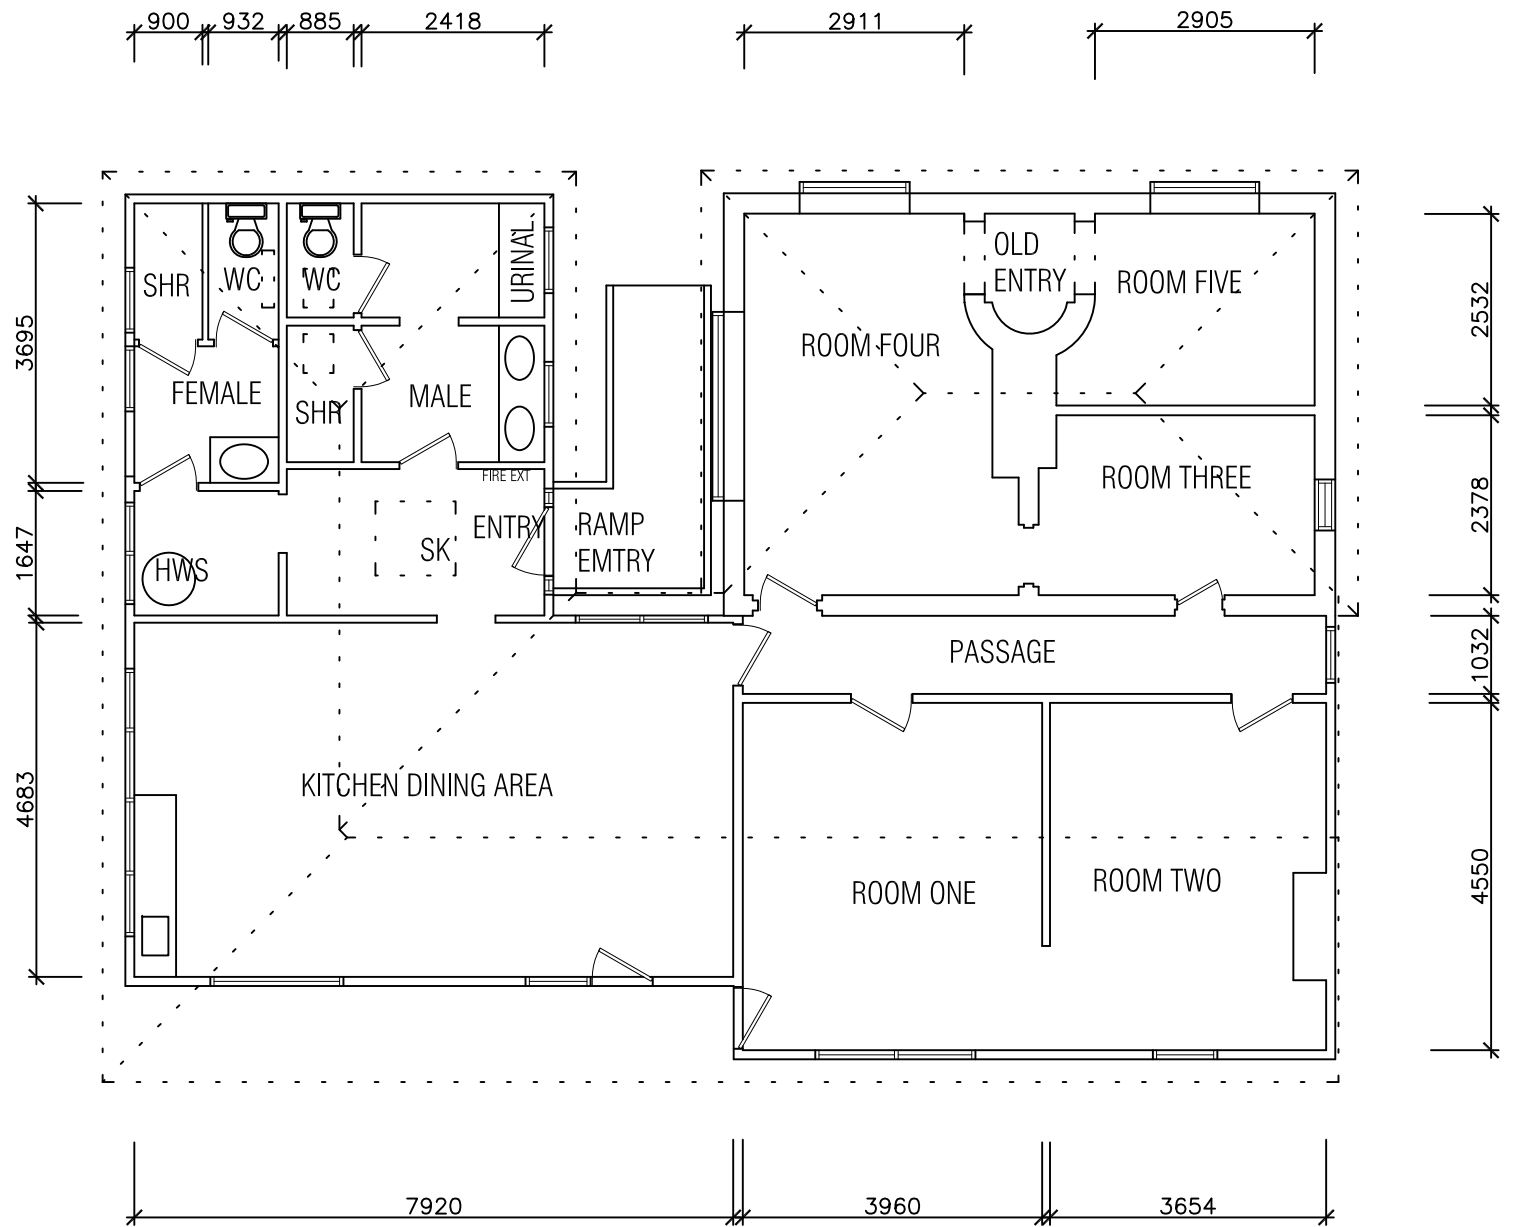 900
932
885
2418
2911
2905
SHR
WC
WC
URINAL
OLD
ENTRY
ROOM FIVE
3695
2532
ROOM FOUR
FEMALE
SHR
MALE
FIRE EXT
ROOM THREE
2378
1647
HWS
SK
ENTRY
RAMP
EMTRY
PASSAGE
1032
4683
KITCHEN DINING AREA
ROOM ONE
ROOM TWO
4550
7920
3960
3654